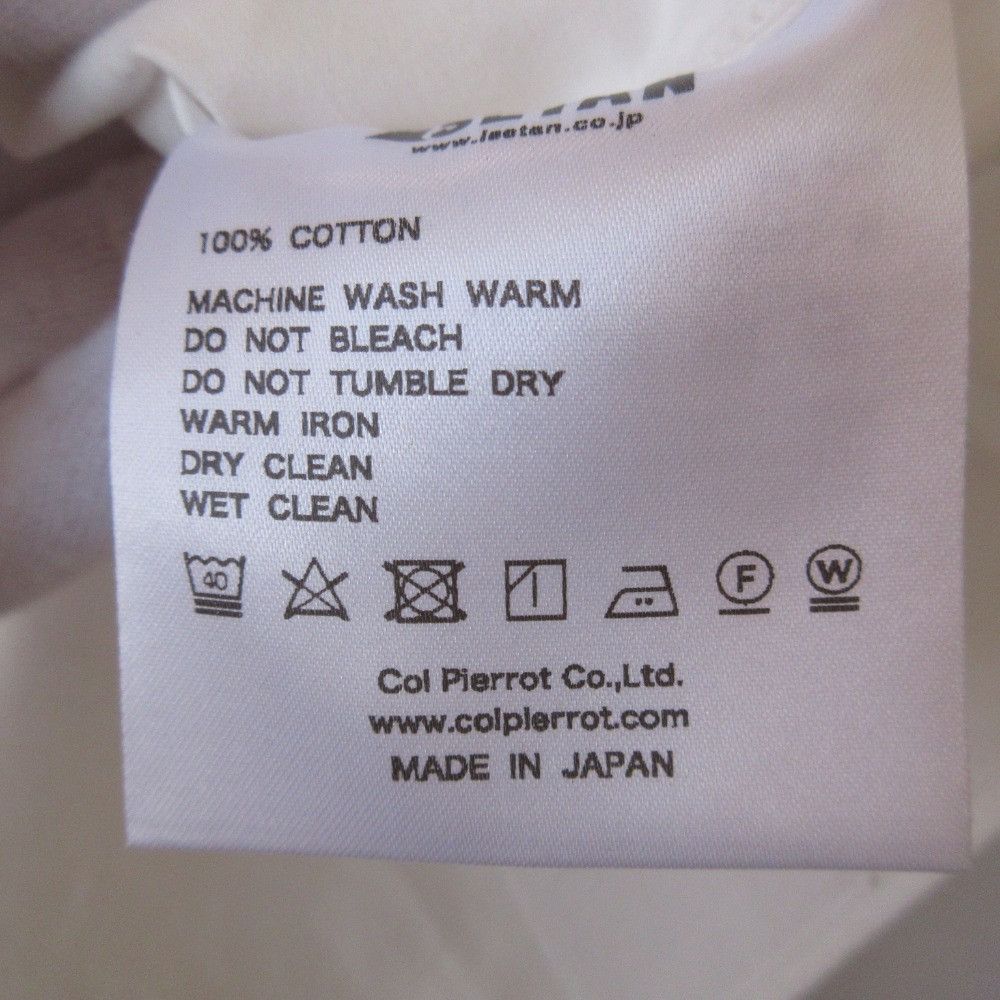 www.isetan.co.jp
100% COTTON
MACHINE WASH WARM
DO NOT BLEACH
DO NOT TUMBLE DRY
WARM IRON
DRY CLEAN
WET CLEAN
40 F W
Col Pierrot Co.,Ltd.
www.colpierrot.com
MADE IN JAPAN